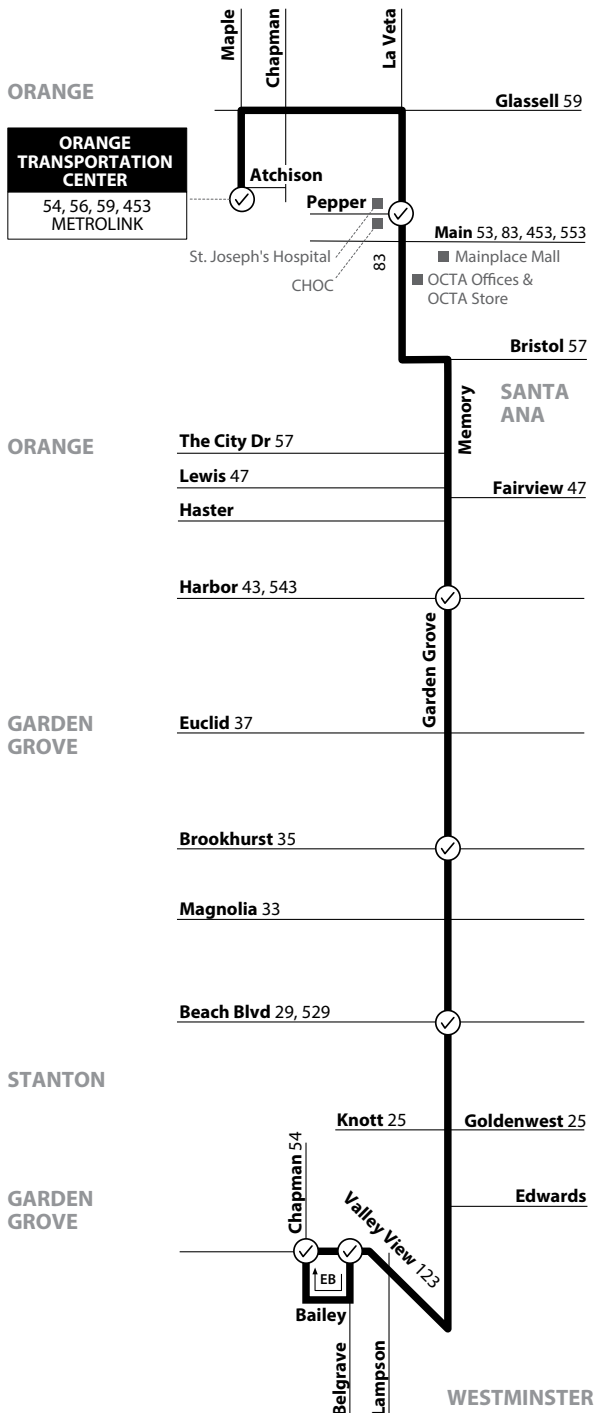 Maple
Chapman
La Veta
ORANGE
Glassell 59
ORANGE
TRANSPORTATION
CENTER
54, 56, 59, 453
METROLINK
Atchison
Pepper
Main 53, 83, 453, 553
St. Joseph's Hospital
CHOC
83
Mainplace Mall
OCTA Offices &
OCTA Store
Bristol 57
SANTA
ANA
Memory
ORANGE
The City Dr 57
Lewis 47
Fairview 47
Haster
Harbor 43, 543
Garden Grove
GARDEN
GROVE
Euclid 37
Brookhurst 35
Magnolia 33
Beach Blvd 29, 529
STANTON
Knott 25
Goldenwest 25
Chapman 54
GARDEN
GROVE
Edwards
Valley View 123
EB
Bailey
Belgrave
Lampson
WESTMINSTER